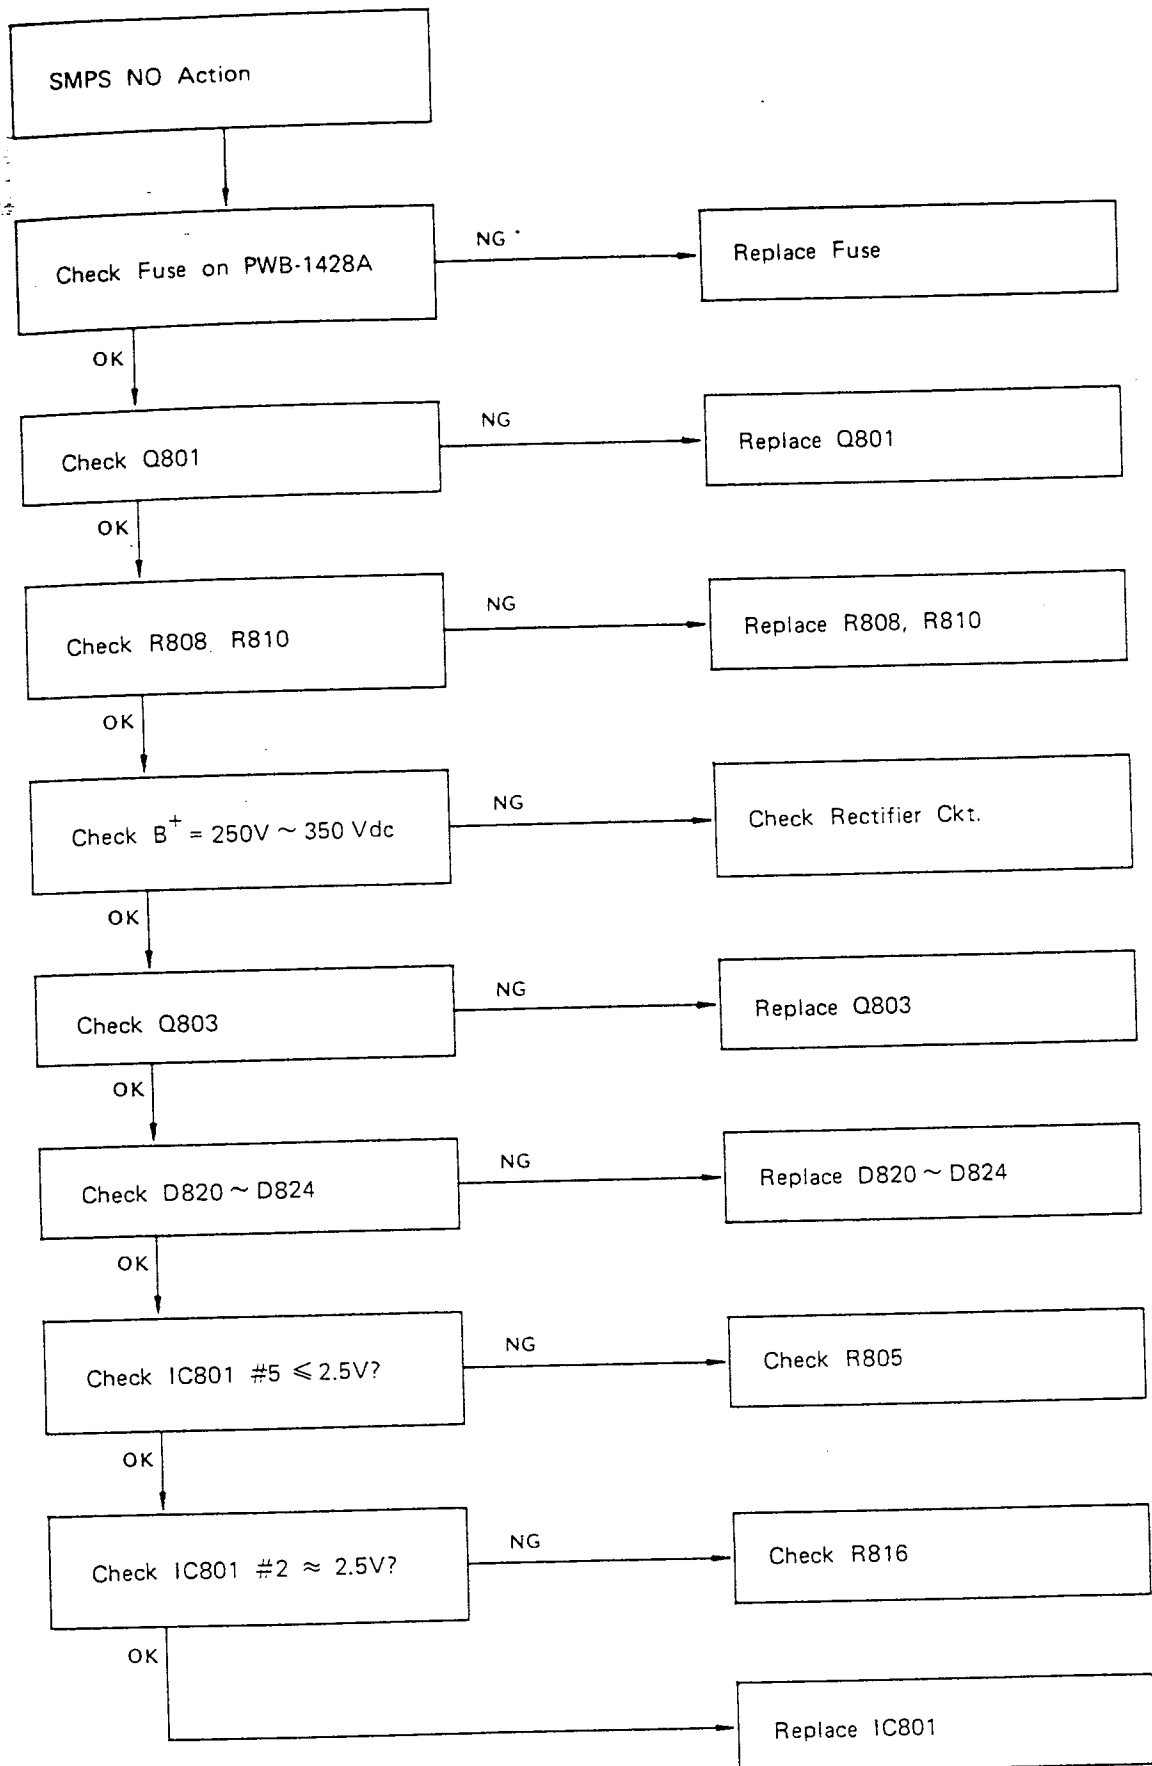 SMPS NO Action
Check Fuse on PWB-1428A
NG
Replace Fuse
OK
Check Q801
NG
Replace Q801
OK
Check R808, R810
NG
Replace R808, R810
OK
Check B+ = 250V ~ 350 Vdc
NG
Check Rectifier Ckt.
OK
Check Q803
NG
Replace Q803
OK
Check D820 ~ D824
NG
Replace D820 ~ D824
OK
Check IC801 #5 ⩽ 2.5V?
NG
Check R805
OK
Check IC801 #2 ≈ 2.5V?
NG
Check R816
OK
Replace IC801